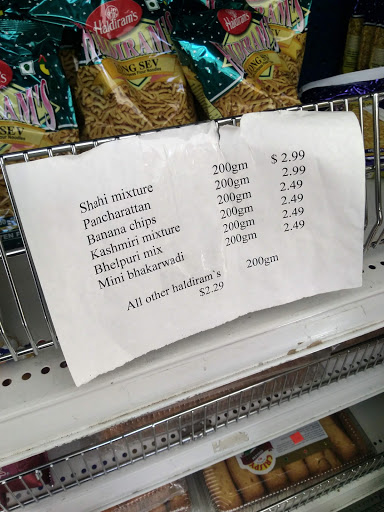 Haldiram's
Haldiram's
NG SEV
Shahi mixture 200gm $ 2.99
Pancharattan 200gm 2.99
Banana chips 200gm 2.49
Kashmiri mixture 200gm 2.49
Bhelpuri mix 200gm 2.49
Mini bhakarwadi 200gm 2.49
All other haldiram`s 200gm
$2.29